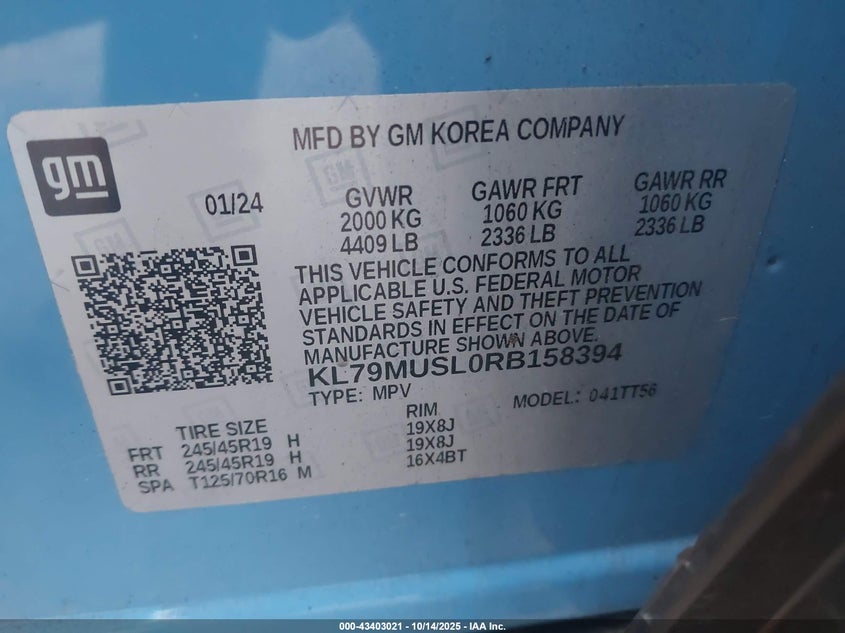 gm
MFD BY GM KOREA COMPANY
01/24
GVWR GAWR FRT GAWR RR
2000 KG 1060 KG 1060 KG
4409 LB 2336 LB 2336 LB
THIS VEHICLE CONFORMS TO ALL
APPLICABLE U.S. FEDERAL MOTOR
VEHICLE SAFETY AND THEFT PREVENTION
STANDARDS IN EFFECT ON THE DATE OF
MANUFACTURE SHOWN ABOVE.
KL79MUSL0RB158394
TYPE: MPV MODEL: 041TT56
TIRE SIZE RIM
FRT 245/45R19 H 19X8J
RR 245/45R19 H 19X8J
SPA T125/70R16 M 16X4BT
000-43403021 - 10/14/2025 - IAA Inc.